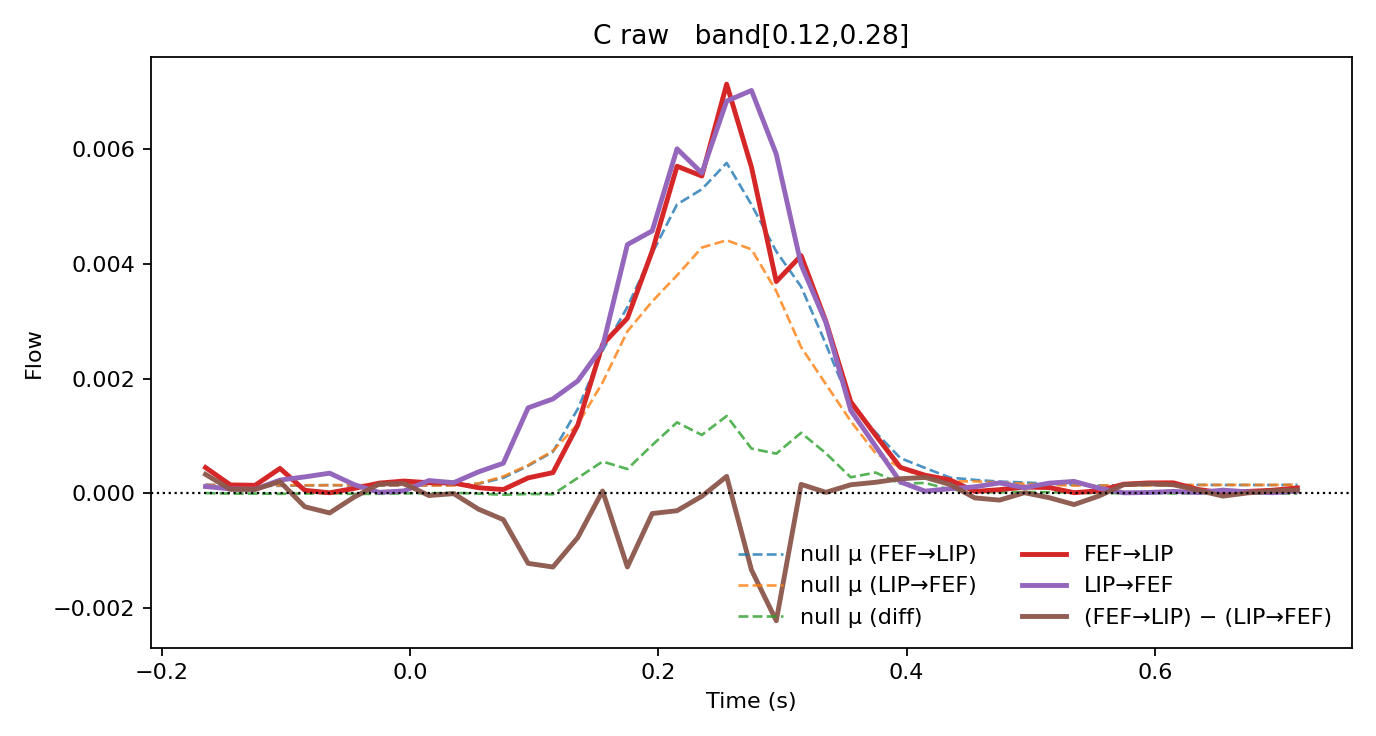 C raw   band[0.12,0.28]
Flow
0.006
0.004
0.002
0.000
−0.002
−0.2
0.0
0.2
0.4
0.6
Time (s)
null μ (FEF→LIP)
null μ (LIP→FEF)
null μ (diff)
FEF→LIP
LIP→FEF
(FEF→LIP) − (LIP→FEF)